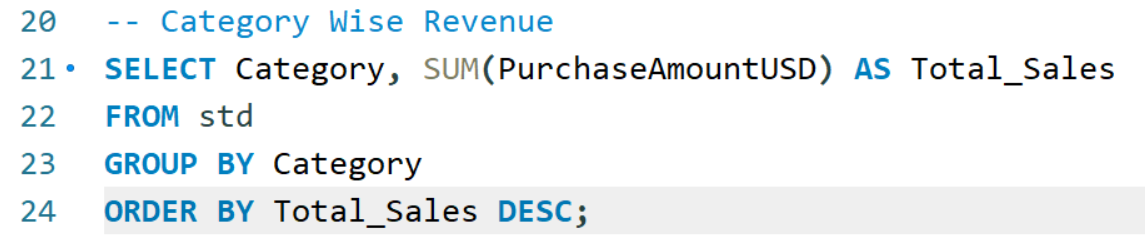 20 -- Category Wise Revenue
21 • SELECT Category, SUM(PurchaseAmountUSD) AS Total_Sales
22 FROM std
23 GROUP BY Category
24 ORDER BY Total_Sales DESC;